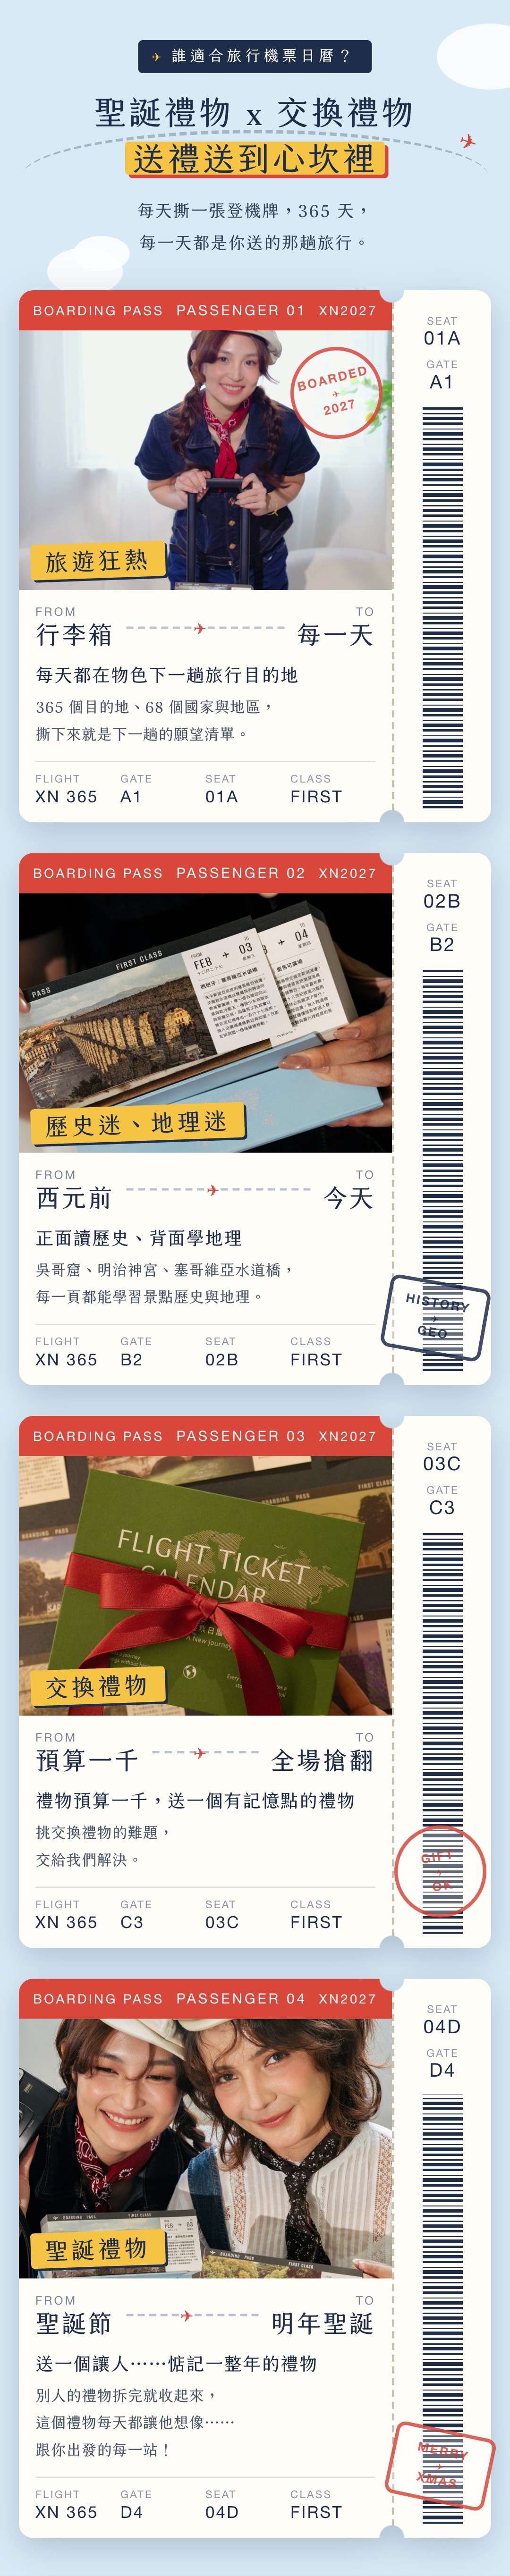 誰適合旅行機票日曆？
聖誕禮物 x 交換禮物
送禮送到心坎裡
每天撕一張登機牌，365 天，
每一天都是你送的那趟旅行。
BOARDING PASS PASSENGER 01 XN2027
SEAT
01A
GATE
A1
BOARDED
2027
旅遊狂熱
FROM TO
行李箱 每一天
每天都在物色下一趟旅行目的地
365 個目的地、68 個國家與地區，
撕下來就是下一趟的願望清單。
FLIGHT GATE SEAT CLASS
XN 365 A1 01A FIRST
BOARDING PASS PASSENGER 02 XN2027
SEAT
02B
GATE
B2
PASS FIRST CLASS
FROM
FEB 03
04
歷史迷、地理迷
FROM TO
西元前 今天
正面讀歷史、背面學地理
吳哥窟、明治神宮、塞哥維亞水道橋，
每一頁都能學習景點歷史與地理。
HISTORY
GEO
FLIGHT GATE SEAT CLASS
XN 365 B2 02B FIRST
BOARDING PASS PASSENGER 03 XN2027
SEAT
03C
GATE
C3
FLIGHT TICKET
CALENDAR
A New Journey
交換禮物
FROM TO
預算一千 全場搶翻
禮物預算一千，送一個有記憶點的禮物
挑交換禮物的難題，
交給我們解決。
GIFT
OK
FLIGHT GATE SEAT CLASS
XN 365 C3 03C FIRST
BOARDING PASS PASSENGER 04 XN2027
SEAT
04D
GATE
D4
BOARDING PASS FIRST CLASS
聖誕禮物
FROM TO
聖誕節 明年聖誕
送一個讓人⋯⋯惦記一整年的禮物
別人的禮物拆完就收起來，
這個禮物每天都讓他想像⋯⋯
跟你出發的每一站！
MERRY
XMAS
FLIGHT GATE SEAT CLASS
XN 365 D4 04D FIRST